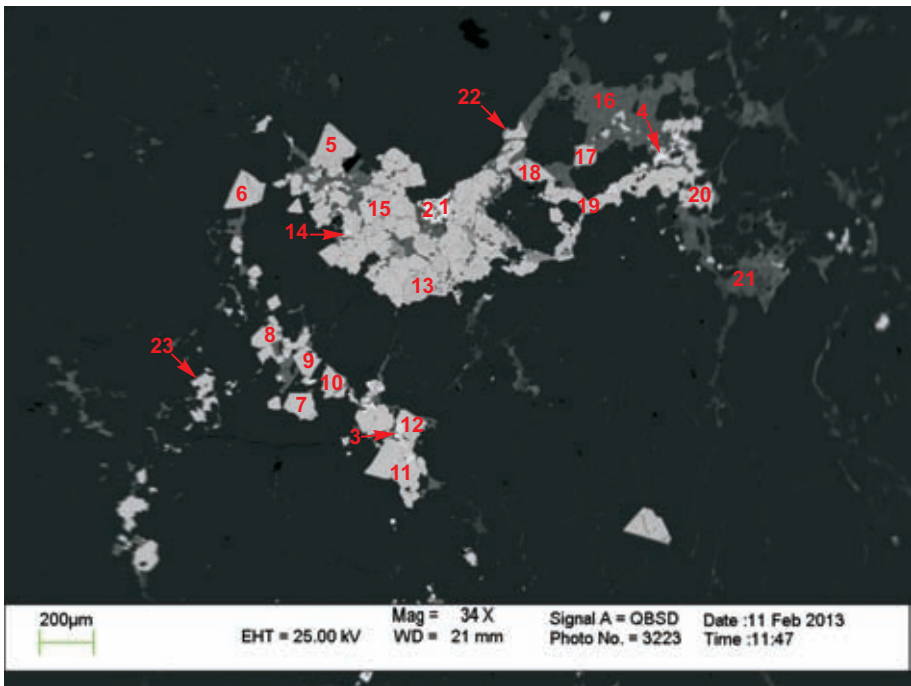 22
16
4
5
17
18
6
15
2 1
19
20
14
13
21
8
23
9
10
7
12
3
11
200µm
EHT = 25.00 kV
Mag = 34 X
WD = 21 mm
Signal A = QBSD
Photo No. = 3223
Date :11 Feb 2013
Time :11:47